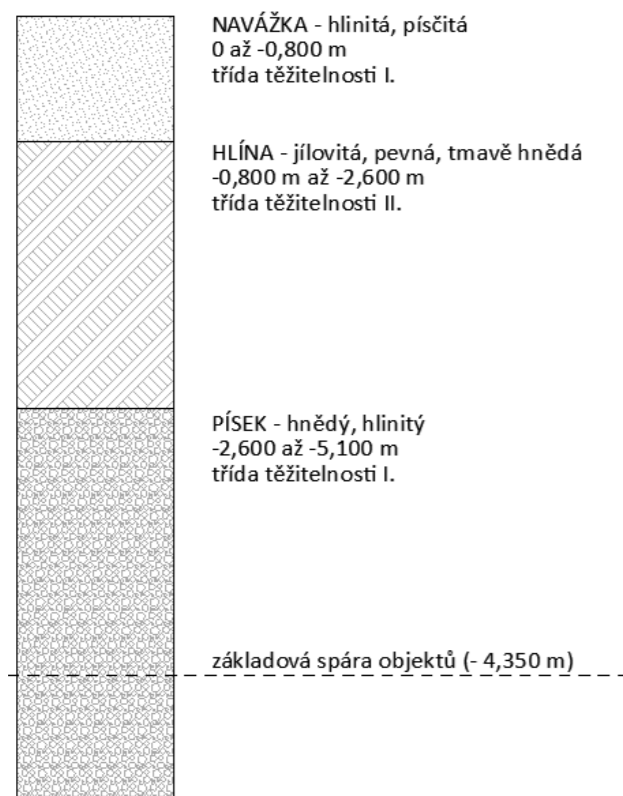 NAVÁŽKA - hlinitá, písčitá
0 až -0,800 m
třída těžitelnosti I.
HLÍNA - jílovitá, pevná, tmavě hnědá
-0,800 m až -2,600 m
třída těžitelnosti II.
PÍSEK - hnědý, hlinitý
-2,600 až -5,100 m
třída těžitelnosti I.
základová spára objektů (- 4,350 m)